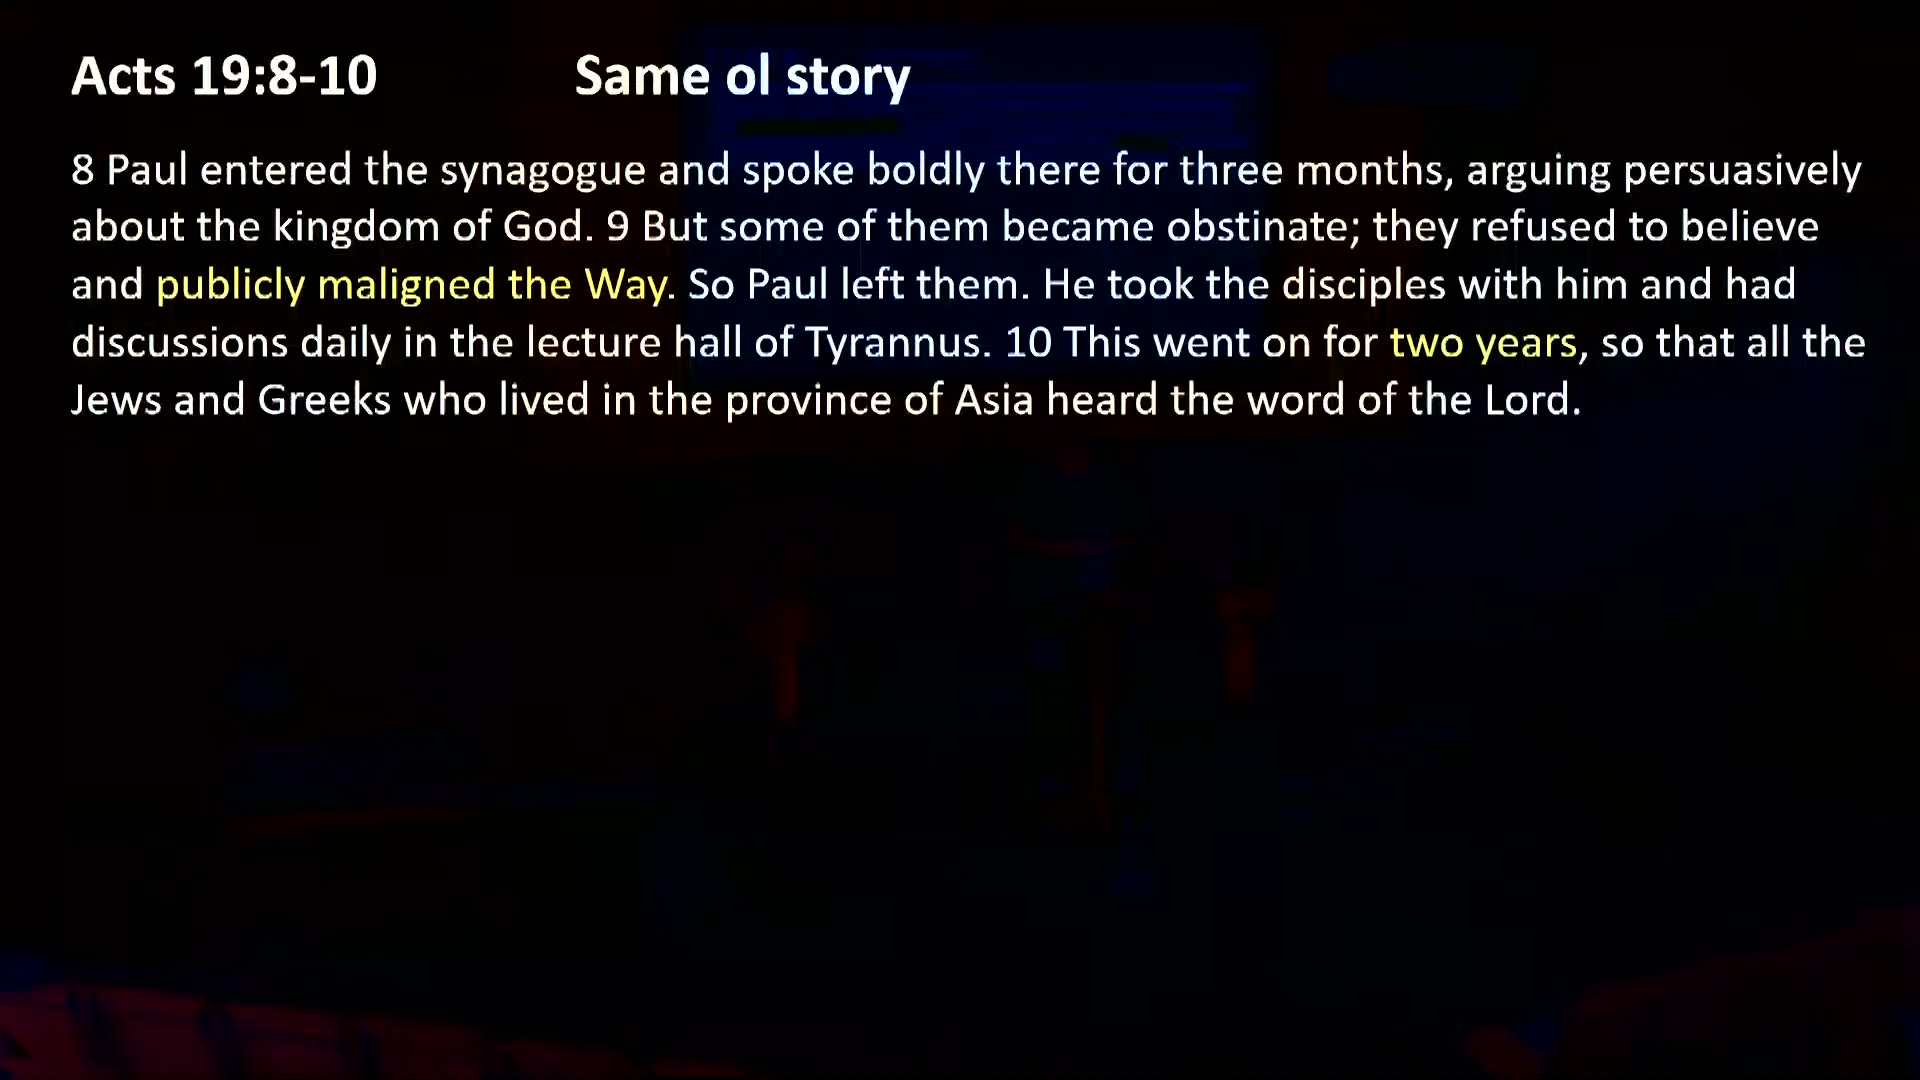 Acts 19:8-10 Same ol story
8 Paul entered the synagogue and spoke boldly there for three months, arguing persuasively
about the kingdom of God. 9 But some of them became obstinate; they refused to believe
and publicly maligned the Way. So Paul left them. He took the disciples with him and had
discussions daily in the lecture hall of Tyrannus. 10 This went on for two years, so that all the
Jews and Greeks who lived in the province of Asia heard the word of the Lord.